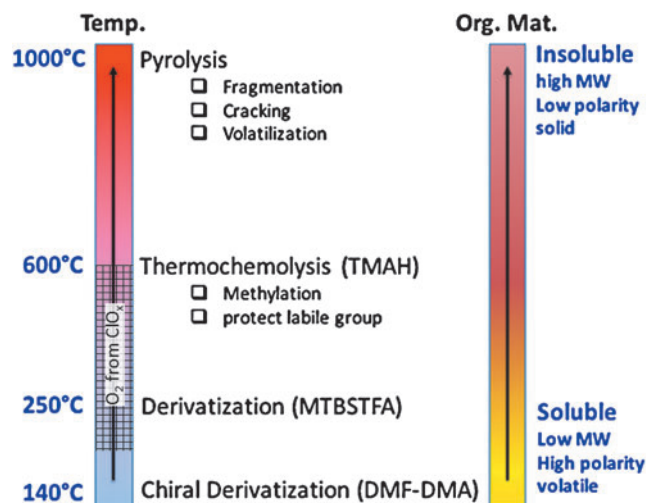 Temp.
Org. Mat.
1000°C
Pyrolysis
❑ Fragmentation
❑ Cracking
❑ Volatilization
Insoluble
high MW
Low polarity
solid
600°C
Thermochemolysis (TMAH)
❑ Methylation
❑ protect labile group
O₂ from ClOₓ
250°C
Derivatization (MTBSTFA)
Soluble
Low MW
High polarity
volatile
140°C
Chiral Derivatization (DMF-DMA)